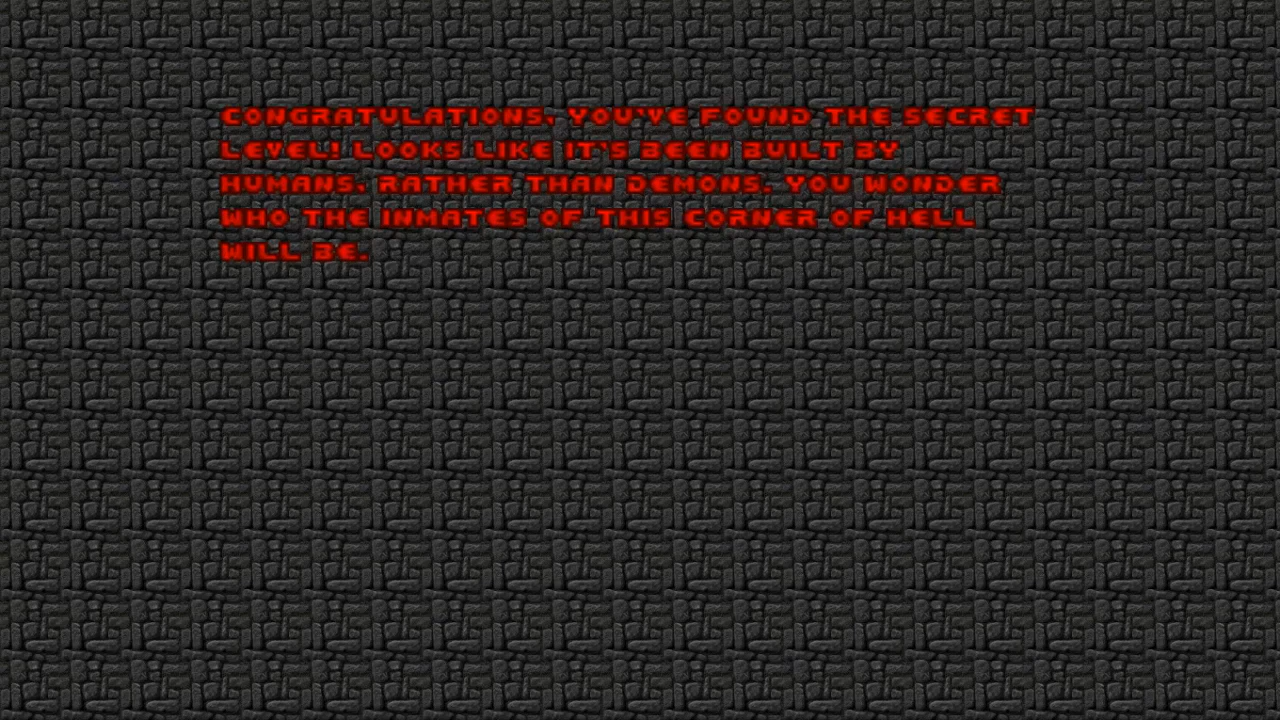 CONGRATULATIONS, YOU'VE FOUND THE SECRET
LEVEL! LOOKS LIKE IT'S BEEN BUILT BY
HUMANS, RATHER THAN DEMONS. YOU WONDER
WHO THE INMATES OF THIS CORNER OF HELL
WILL BE.